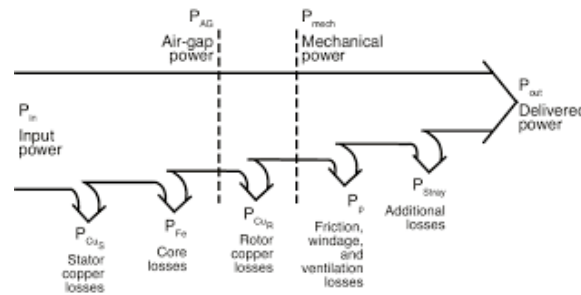 P_AG
Air-gap
power
P_mech
Mechanical
power
P_in
Input
power
P_out
Delivered
power
P_CuS
Stator
copper
losses
P_Fe
Core
losses
P_CuR
Rotor
copper
losses
P_P
Friction,
windage,
and
ventilation
losses
P_Stray
Additional
losses